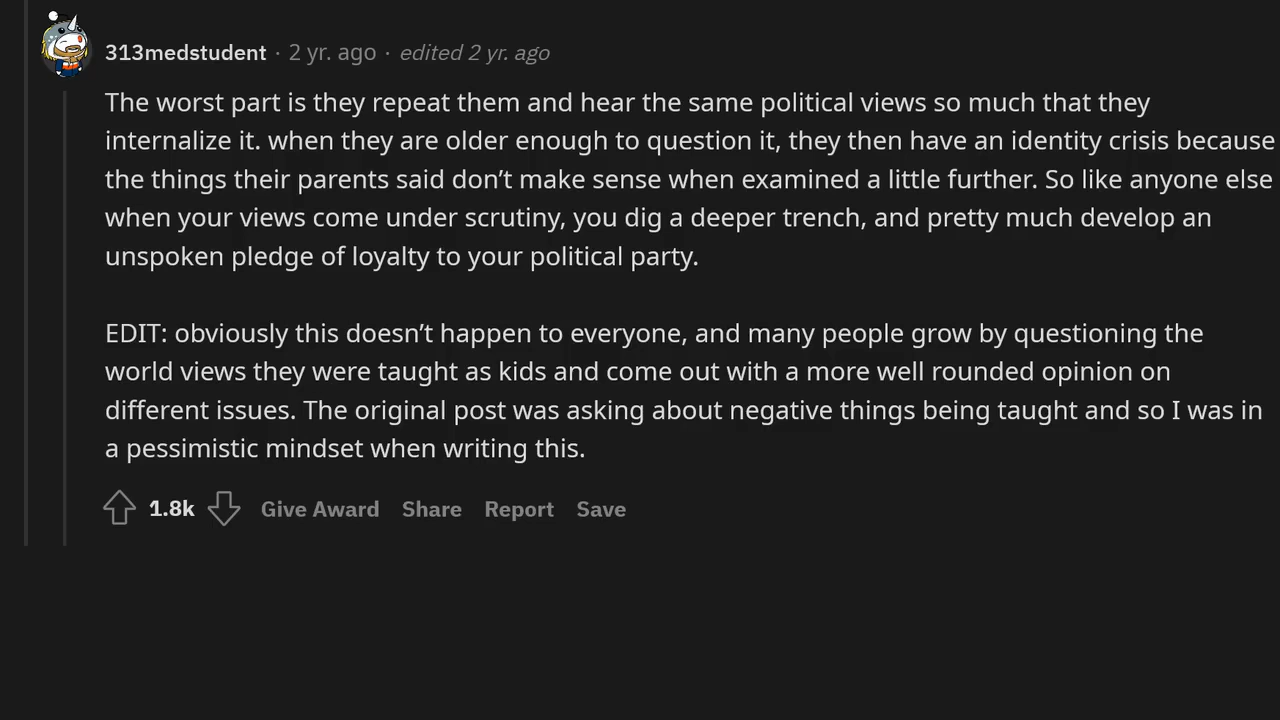 313medstudent · 2 yr. ago · edited 2 yr. ago
The worst part is they repeat them and hear the same political views so much that they
internalize it. when they are older enough to question it, they then have an identity crisis because
the things their parents said don’t make sense when examined a little further. So like anyone else
when your views come under scrutiny, you dig a deeper trench, and pretty much develop an
unspoken pledge of loyalty to your political party.
EDIT: obviously this doesn’t happen to everyone, and many people grow by questioning the
world views they were taught as kids and come out with a more well rounded opinion on
different issues. The original post was asking about negative things being taught and so I was in
a pessimistic mindset when writing this.
1.8k Give Award Share Report Save